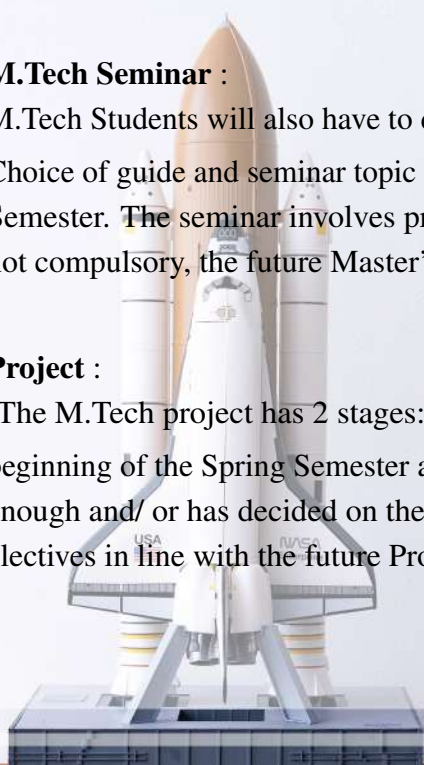 M.Tech Seminar :
M.Tech Students will also have to
Choice of guide and seminar topic
Semester. The seminar involves
not compulsory, the future Master'
Project :
The M.Tech project has 2 stages:
beginning of the Spring Semester
enough and/ or has decided on the
electives in line with the future
USA
NASA